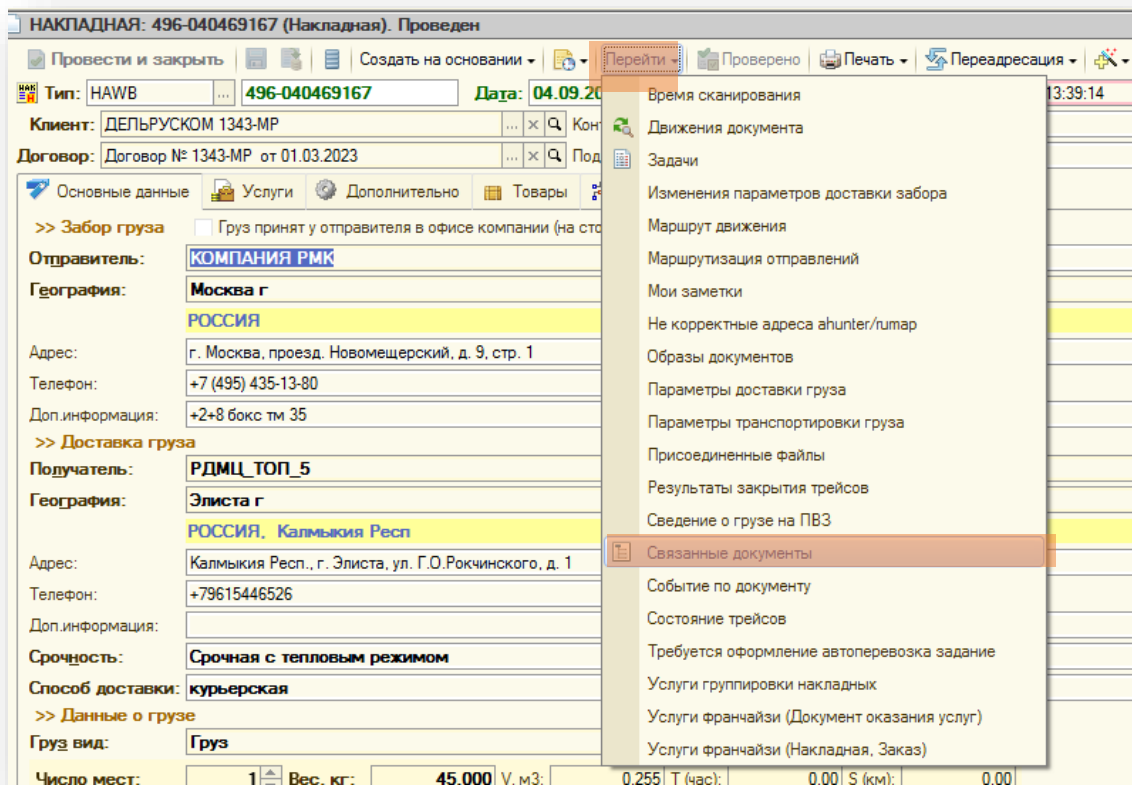 НАКЛАДНАЯ: 496-040469167 (Накладная). Проведен
Провести и закрыть Создать на основании Перейти Проверено Печать Переадресация
Тип: HAWB ... 496-040469167 Дата: 04.09.20 13:39:14
Клиент: ДЕЛЬРУСКОМ 1343-МР ... × Кон
Договор: Договор № 1343-МР от 01.03.2023 ... × Под
Основные данные Услуги Дополнительно Товары
>> Забор груза Груз принят у отправителя в офисе компании (на сто
Отправитель: КОМПАНИЯ РМК
География: Москва г
РОССИЯ
Адрес: г. Москва, проезд. Новомещерский, д. 9, стр. 1
Телефон: +7 (495) 435-13-80
Доп.информация: +2+8 бокс тм 35
>> Доставка груза
Получатель: РДМЦ_ТОП_5
География: Элиста г
РОССИЯ, Калмыкия Респ
Адрес: Калмыкия Респ., г. Элиста, ул. Г.О.Рокчинского, д. 1
Телефон: +79615446526
Доп.информация:
Срочность: Срочная с тепловым режимом
Способ доставки: курьерская
>> Данные о грузе
Груз вид: Груз
Число мест: 1 Вес, кг: 45,000 V, м3: 0,255 Т (час): 0,00 S (км): 0,00
Время сканирования
Движения документа
Задачи
Изменения параметров доставки забора
Маршрут движения
Маршрутизация отправлений
Мои заметки
Не корректные адреса ahunter/rumap
Образы документов
Параметры доставки груза
Параметры транспортировки груза
Присоединенные файлы
Результаты закрытия трейсов
Сведение о грузе на ПВЗ
Связанные документы
Событие по документу
Состояние трейсов
Требуется оформление автоперевозка задание
Услуги группировки накладных
Услуги франчайзи (Документ оказания услуг)
Услуги франчайзи (Накладная, Заказ)